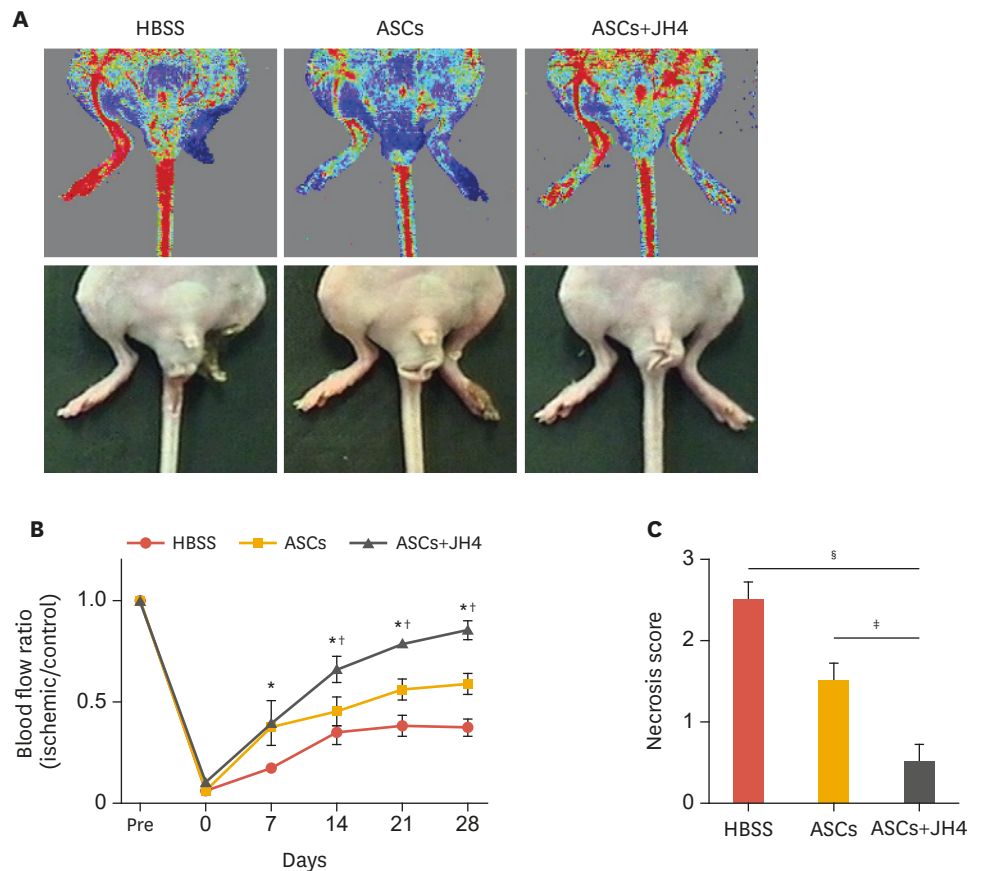 A
HBSS ASCs ASCs+JH4
B
HBSS ASCs ASCs+JH4
Blood flow ratio
(ischemic/control)
1.0
0.5
0
* *† *† *†
Pre 0 7 14 21 28
Days
C
Necrosis score
3
2
1
0
§
‡
HBSS ASCs ASCs+JH4